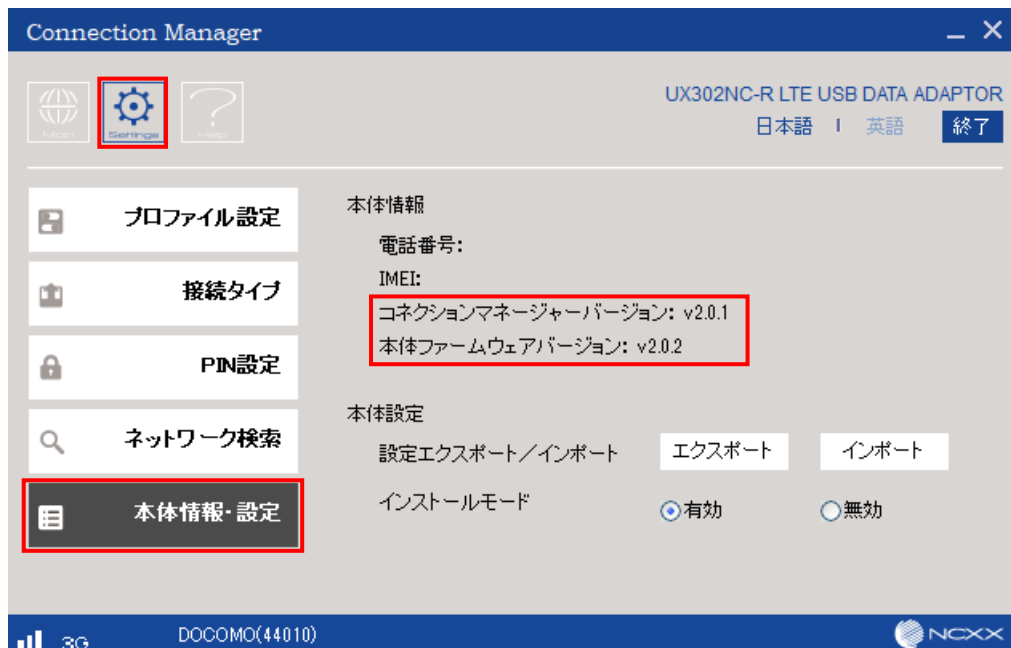 Connection Manager
Main
Settings
Help
UX302NC-R LTE USB DATA ADAPTOR
日本語 | 英語 終了
プロファイル設定
接続タイプ
PIN設定
ネットワーク検索
本体情報・設定
本体情報
電話番号:
IMEI:
コネクションマネージャーバージョン: v2.0.1
本体ファームウェアバージョン: v2.0.2
本体設定
設定エクスポート／インポート エクスポート インポート
インストールモード 有効 無効
3G DOCOMO(44010) NCXX